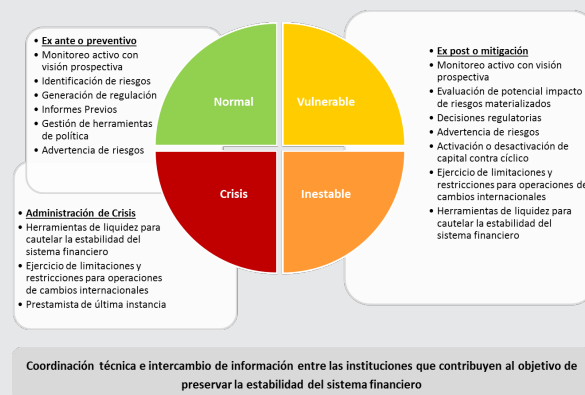 • Ex ante o preventivo
• Monitoreo activo con
visión prospectiva
• Identificación de riesgos
• Generación de regulación
• Informes Previos
• Gestión de herramientas
de política
• Advertencia de riesgos
Normal
Vulnerable
• Ex post o mitigación
• Monitoreo activo con visión
prospectiva
• Evaluación de potencial impacto
de riesgos materializados
• Decisiones regulatorias
• Advertencia de riesgos
• Activación o desactivación de
capital contra cíclico
• Ejercicio de limitaciones y
restricciones para operaciones de
cambios internacionales
• Herramientas de liquidez para
cautelar la estabilidad del
sistema financiero
Crisis
Inestable
• Administración de Crisis
• Herramientas de liquidez para
cautelar la estabilidad del
sistema financiero
• Ejercicio de limitaciones y
restricciones para operaciones
de cambios internacionales
• Prestamista de última instancia
Coordinación técnica e intercambio de información entre las instituciones que contribuyen al objetivo de
preservar la estabilidad del sistema financiero